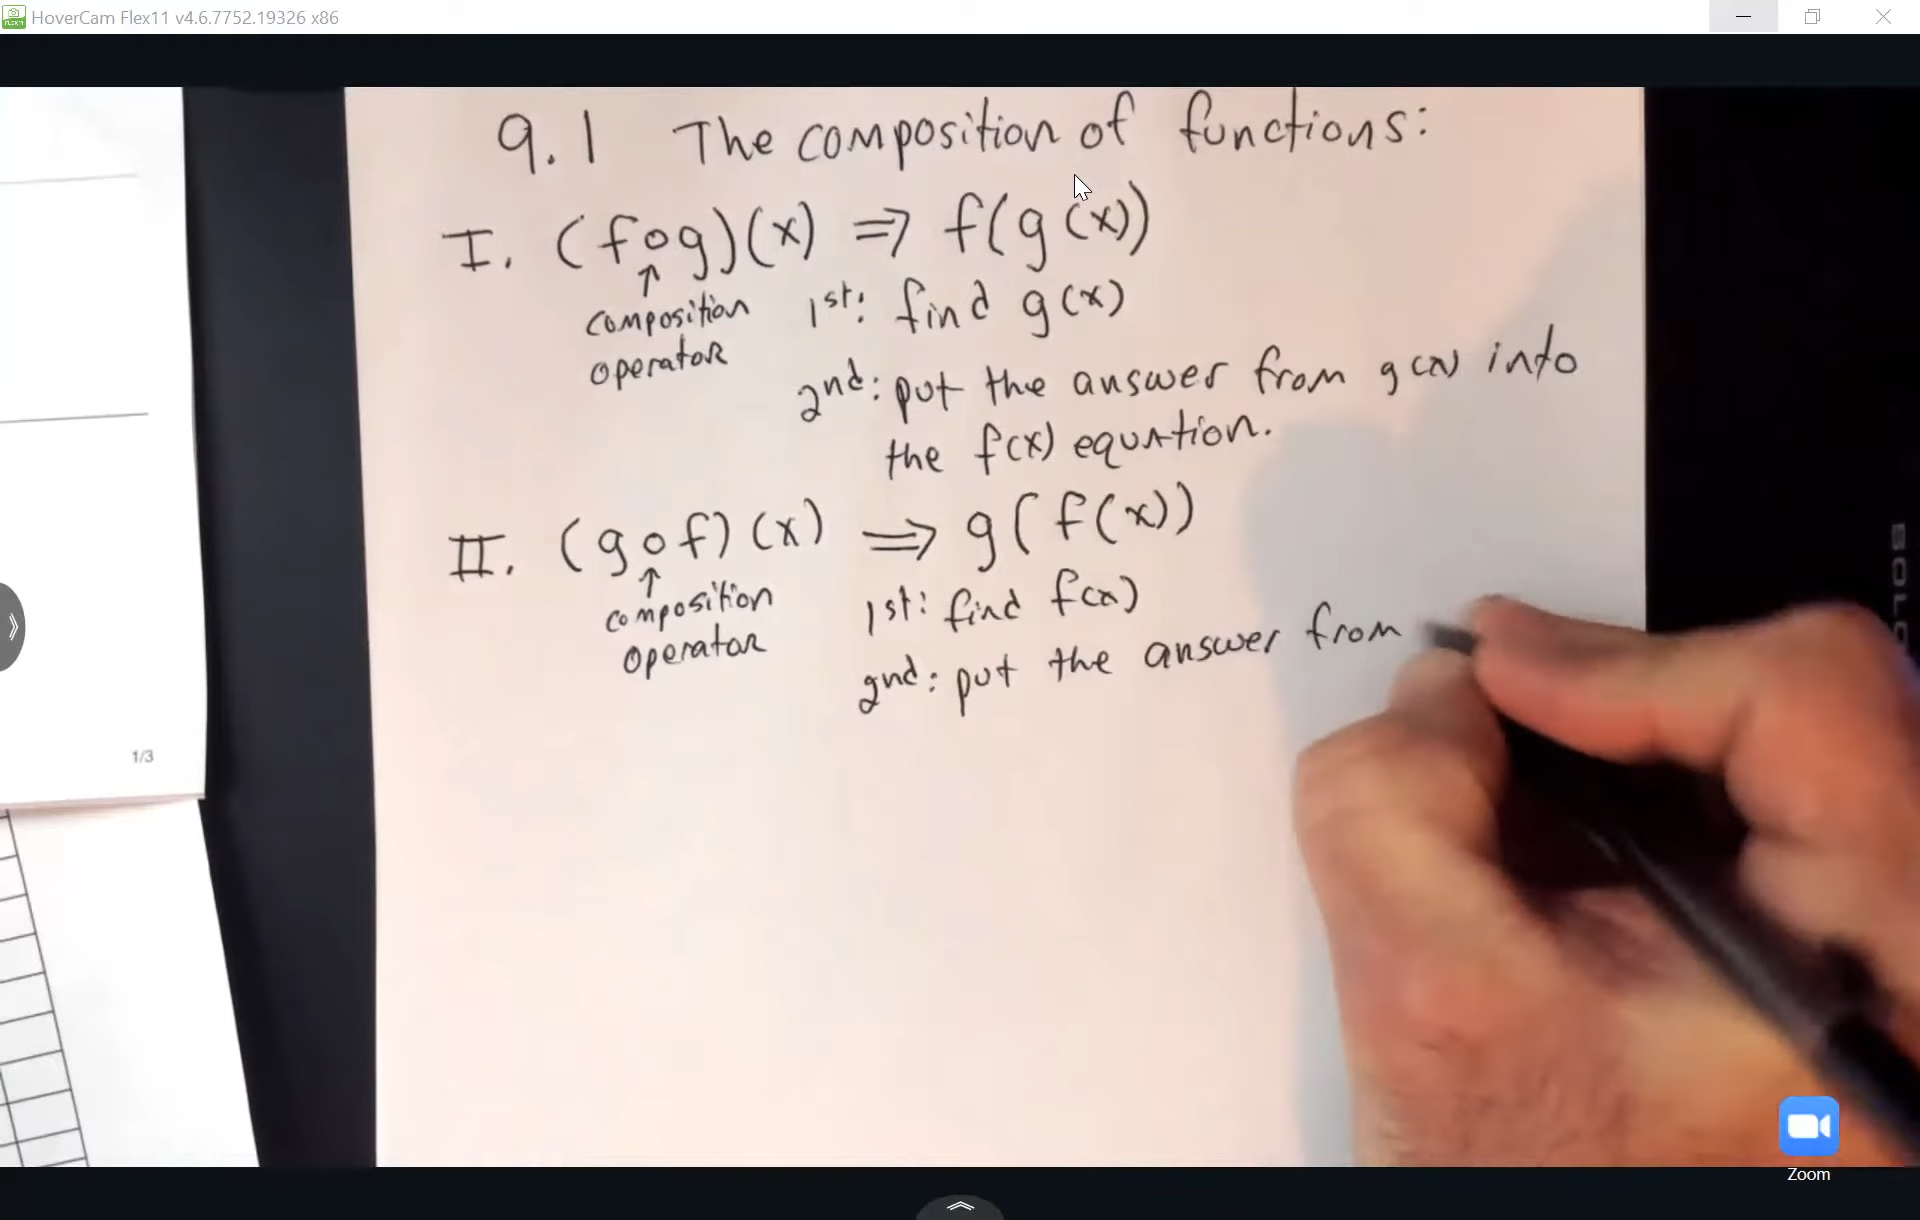 HoverCam Flex11 v4.6.7752.19326 x86
9.1 The composition of functions:
I. (f∘g)(x) ⇒ f(g(x))
↑
composition
operator
1st: find g(x)
2nd: put the answer from g(x) into
the f(x) equation.
II. (g∘f)(x) ⇒ g(f(x))
↑
composition
operator
1st: find f(x)
2nd: put the answer from
1/3
Zoom